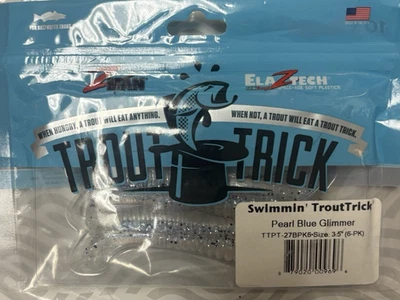 ZMAN
ELAZTECH
WHEN HUNGRY, A TROUT WILL EAT ANYTHING.
WHEN NOT, A TROUT WILL EAT A TROUT TRICK.
TROUT TRICK
Swimmin' TroutTrick
Pearl Blue Glimmer
TTPT-27BPK6-Size: 3.5" (6-PK)